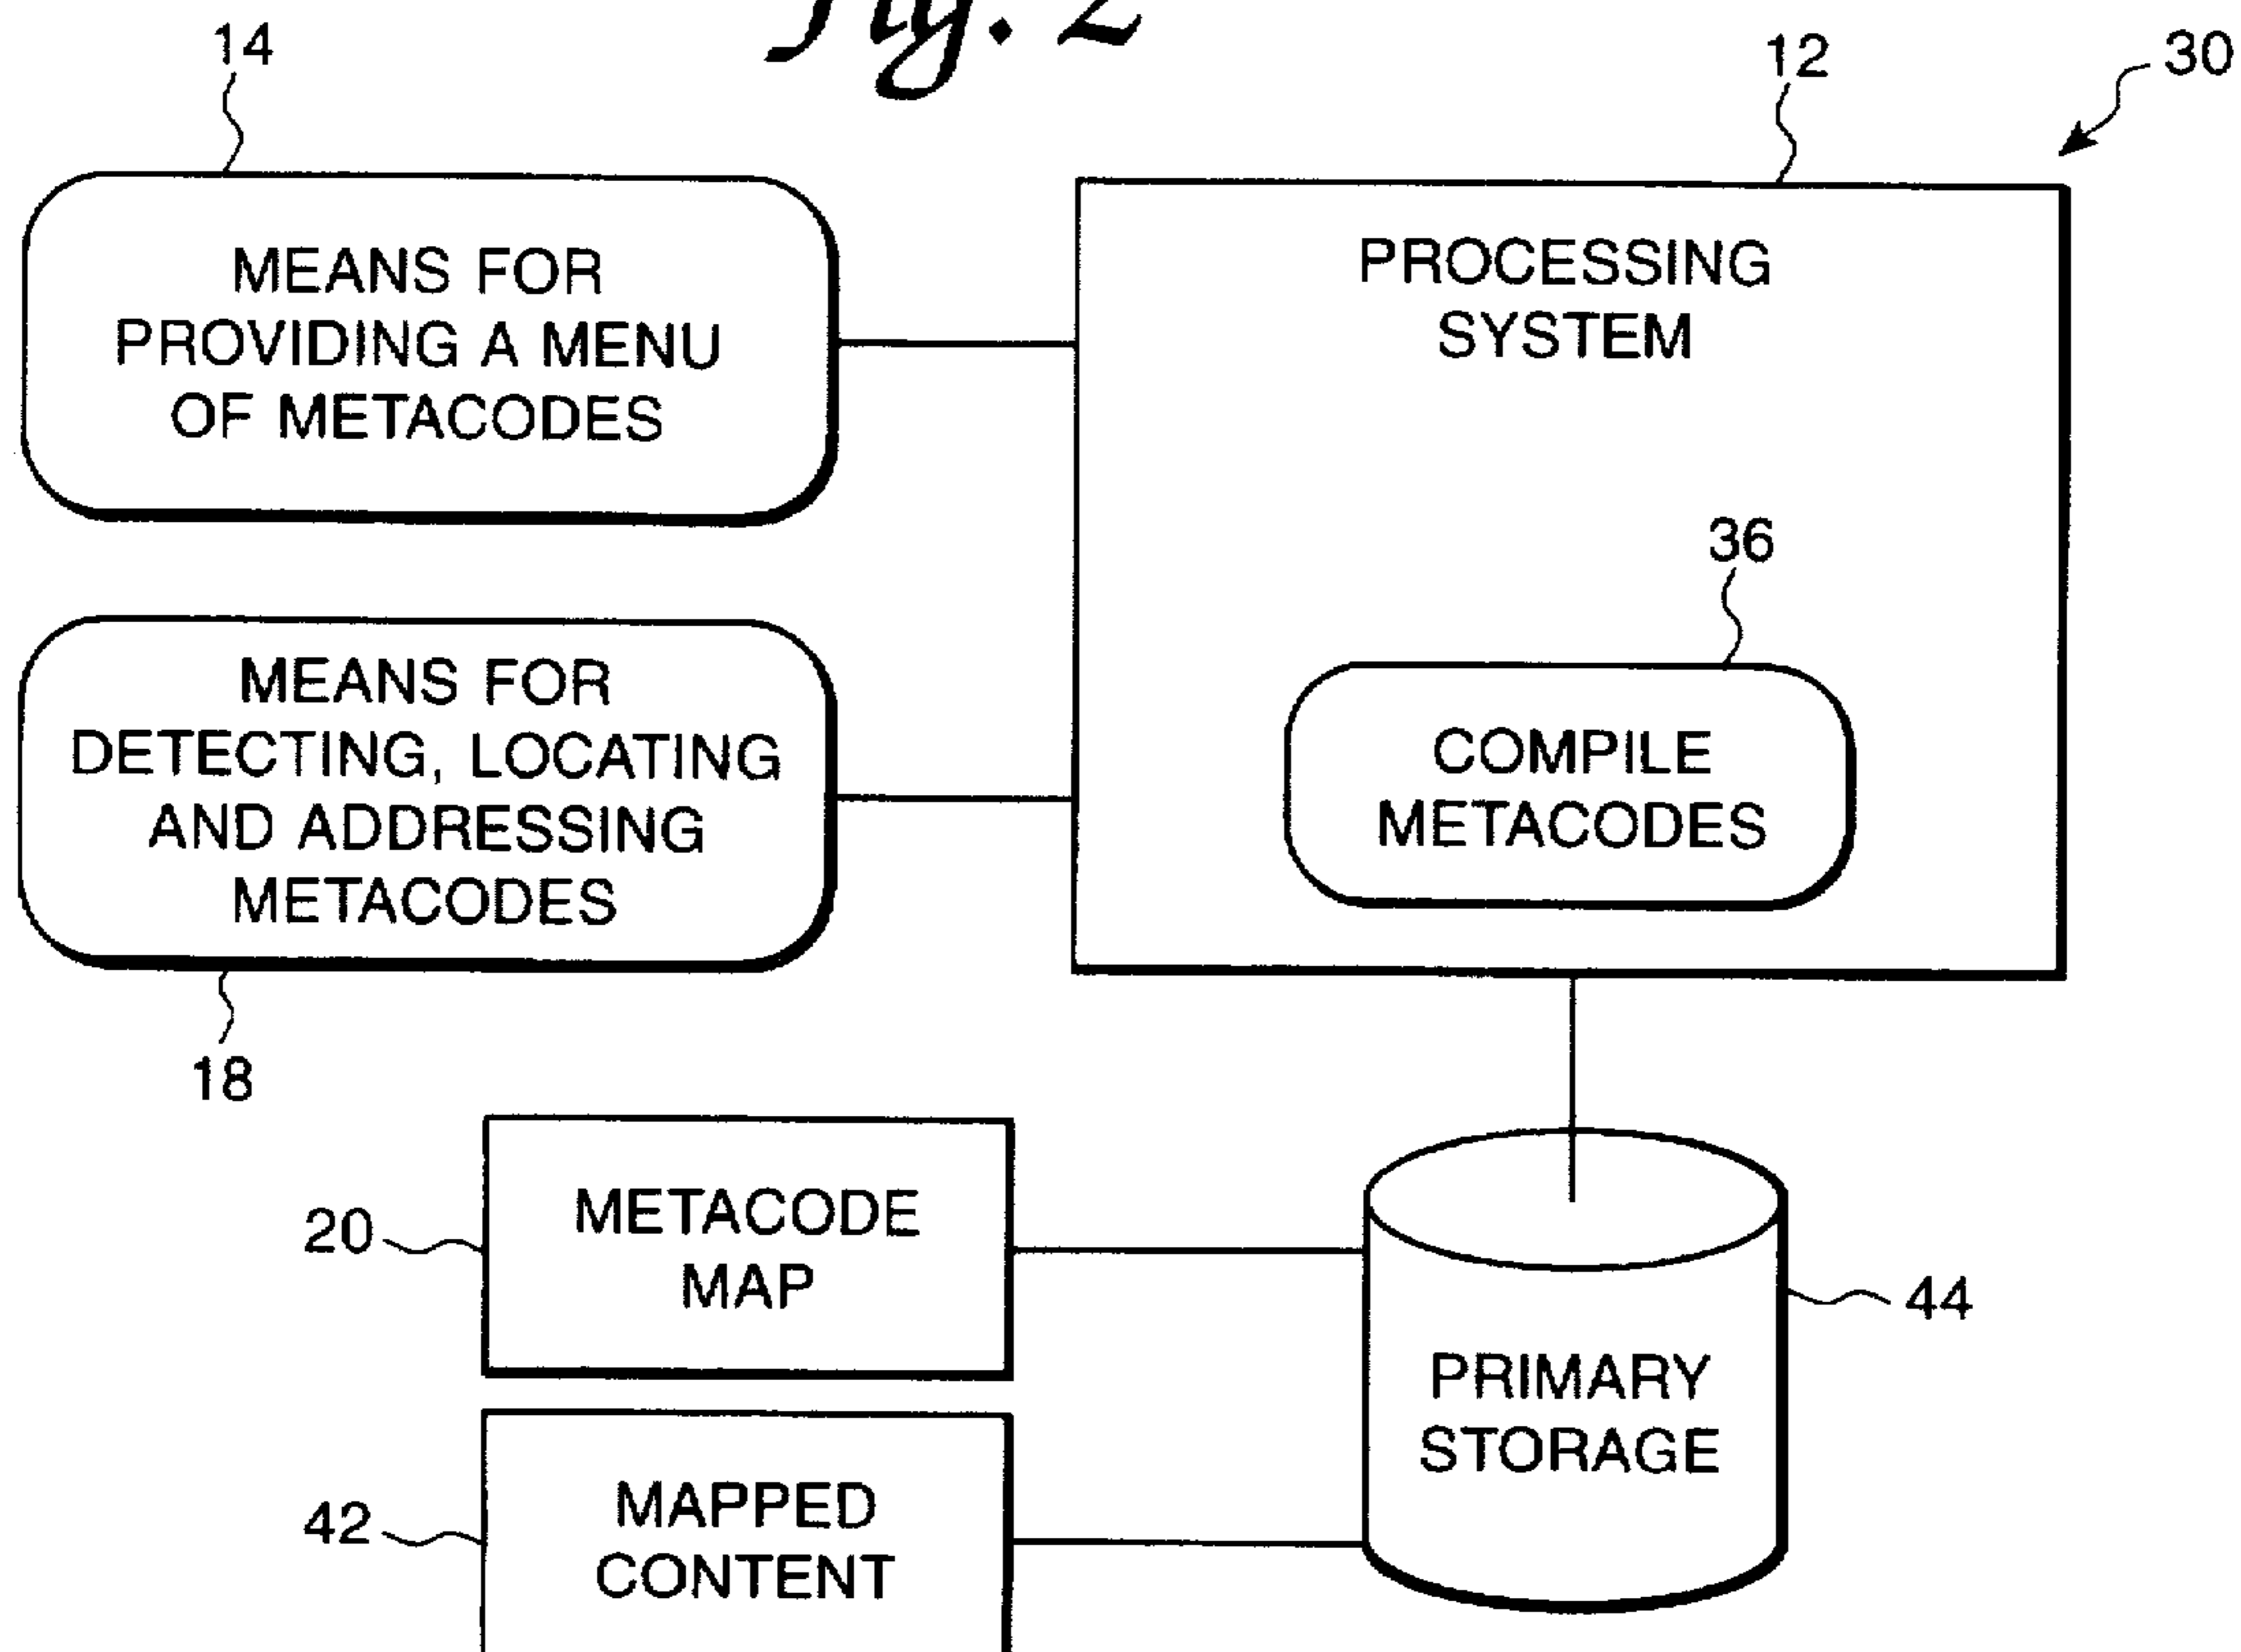 Fig. 2
14
12
30
MEANS FOR
PROVIDING A MENU
OF METACODES
PROCESSING
SYSTEM
36
MEANS FOR
DETECTING, LOCATING
AND ADDRESSING
METACODES
COMPILE
METACODES
18
20
METACODE
MAP
44
PRIMARY
STORAGE
42
MAPPED
CONTENT